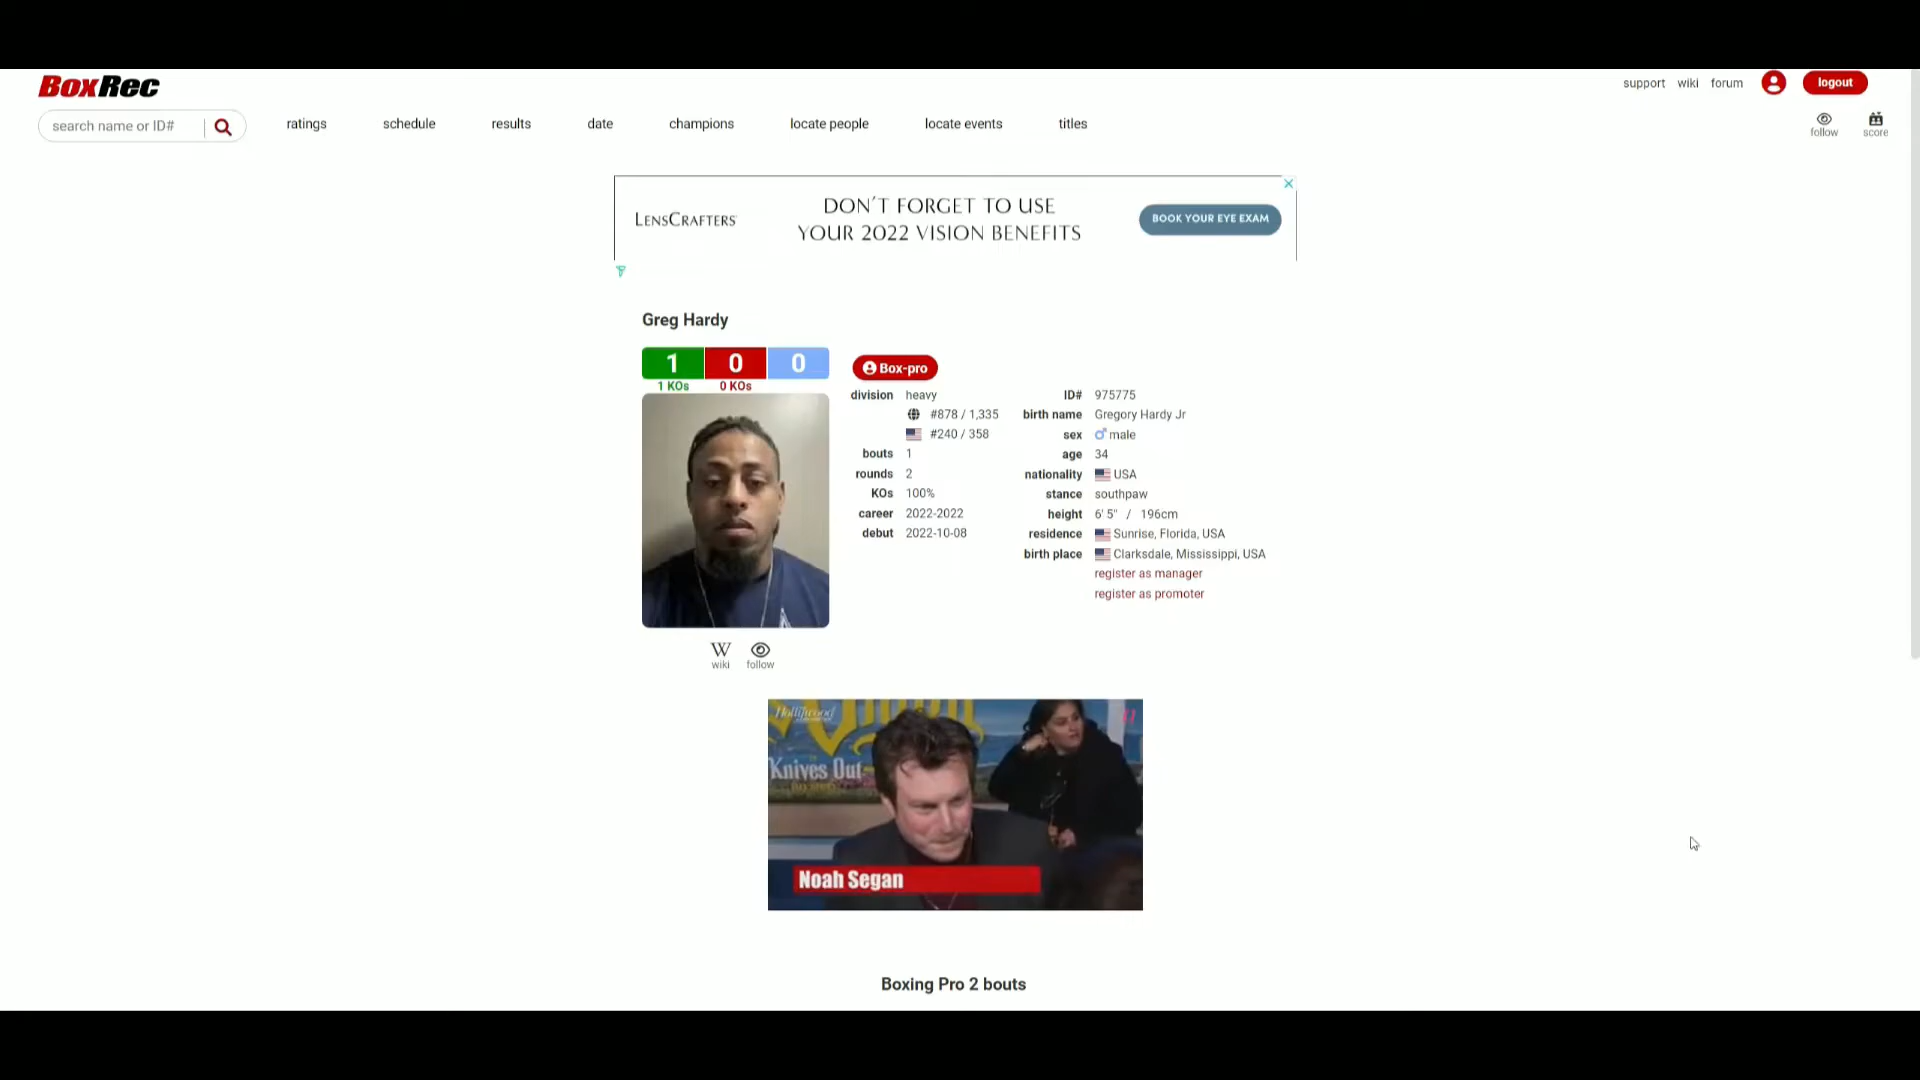 BoxRec
support wiki forum logout
search name or ID#
ratings schedule results date champions locate people locate events titles
follow score
LENSCRAFTERS
DON'T FORGET TO USE
YOUR 2022 VISION BENEFITS
BOOK YOUR EYE EXAM
Greg Hardy
1 0 0
1 KOs 0 KOs
Box-pro
division heavy
#878 / 1,335
#240 / 358
bouts 1
rounds 2
KOs 100%
career 2022-2022
debut 2022-10-08
ID# 975775
birth name Gregory Hardy Jr
sex male
age 34
nationality USA
stance southpaw
height 6' 5" / 196cm
residence Sunrise, Florida, USA
birth place Clarksdale, Mississippi, USA
register as manager
register as promoter
W
wiki follow
Hollywood
Knives Out
Noah Segan
Boxing Pro 2 bouts